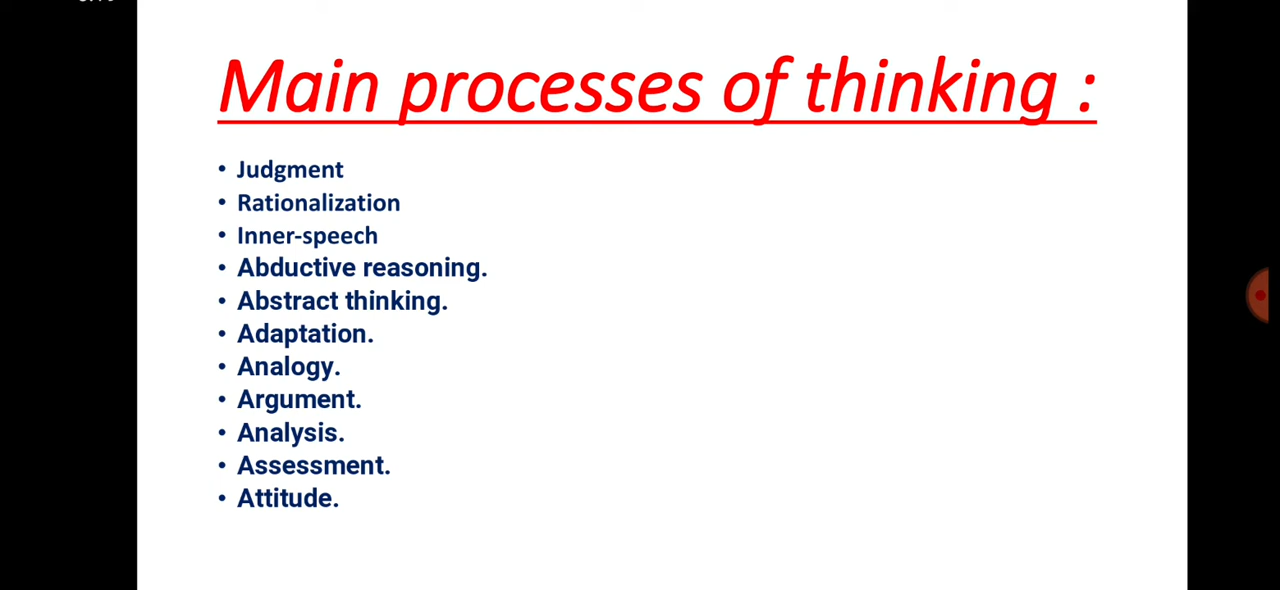 Main processes of thinking :
• Judgment
• Rationalization
• Inner-speech
• Abductive reasoning.
• Abstract thinking.
• Adaptation.
• Analogy.
• Argument.
• Analysis.
• Assessment.
• Attitude.